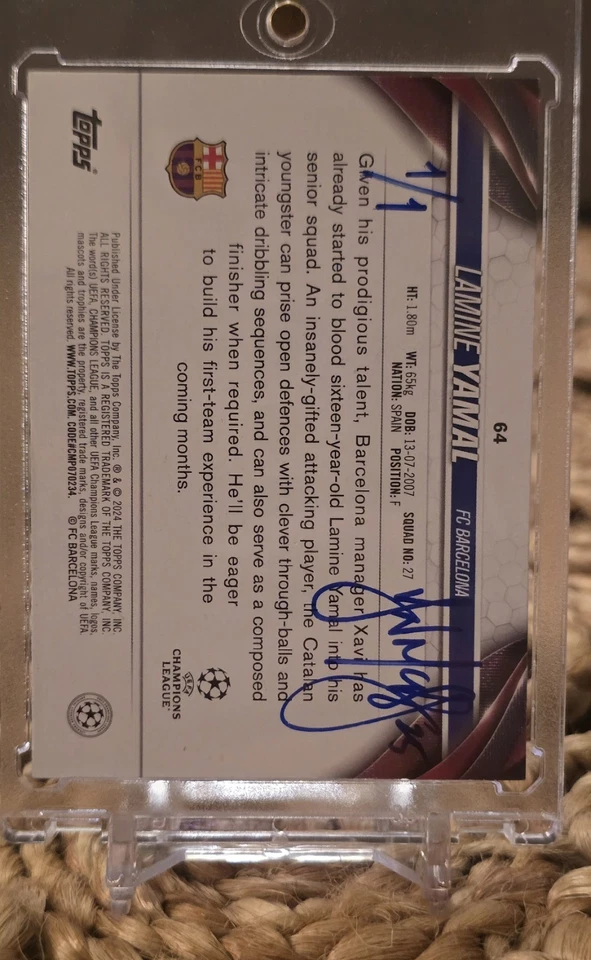 64
LAMINE YAMAL FC BARCELONA
HT: 1.80m WT: 65kg DOB: 13-07-2007 SQUAD NO: 27
NATION: SPAIN POSITION: F
1/1
Given his prodigious talent, Barcelona manager Xavi has
already started to blood sixteen-year-old Lamine Yamal into his
senior squad. An insanely-gifted attacking player, the Catalan
youngster can prise open defences with clever through-balls and
intricate dribbling sequences, and can also serve as a composed
finisher when required. He'll be eager
to build his first-team experience in the
coming months.
FCB
UEFA
CHAMPIONS
LEAGUE®
topps®
Published Under License by The Topps Company, Inc. ® & © 2024 THE TOPPS COMPANY, INC.
ALL RIGHTS RESERVED. TOPPS IS A REGISTERED TRADEMARK OF THE TOPPS COMPANY, INC.
The word(s) UEFA, CHAMPIONS LEAGUE, and all other UEFA Champions League marks, names, logos,
mascots and trophies are the property, registered trade marks, designs and/or copyright of UEFA
All rights reserved. WWW.TOPPS.COM. CODE#CMP070234. © FC BARCELONA